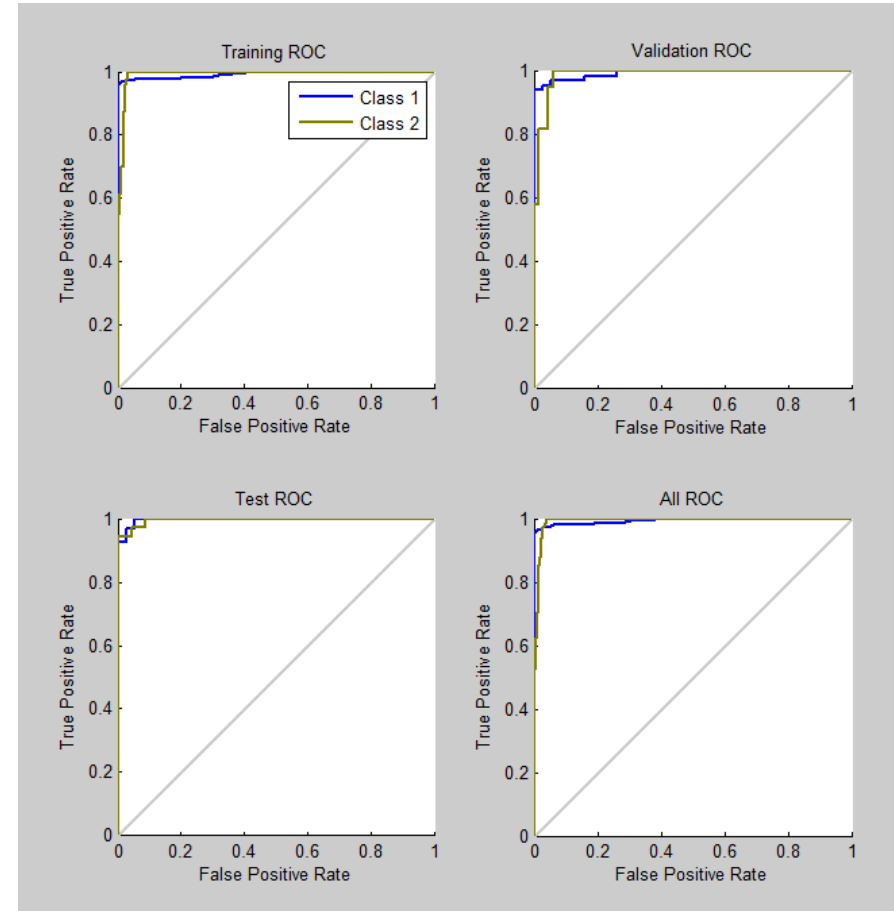 Training ROC
Validation ROC
Class 1
Class 2
True Positive Rate
1
0.8
0.6
0.4
0.2
0
0 0.2 0.4 0.6 0.8 1
False Positive Rate
True Positive Rate
1
0.8
0.6
0.4
0.2
0
0 0.2 0.4 0.6 0.8 1
False Positive Rate
Test ROC
All ROC
True Positive Rate
1
0.8
0.6
0.4
0.2
0
0 0.2 0.4 0.6 0.8 1
False Positive Rate
True Positive Rate
1
0.8
0.6
0.4
0.2
0
0 0.2 0.4 0.6 0.8 1
False Positive Rate